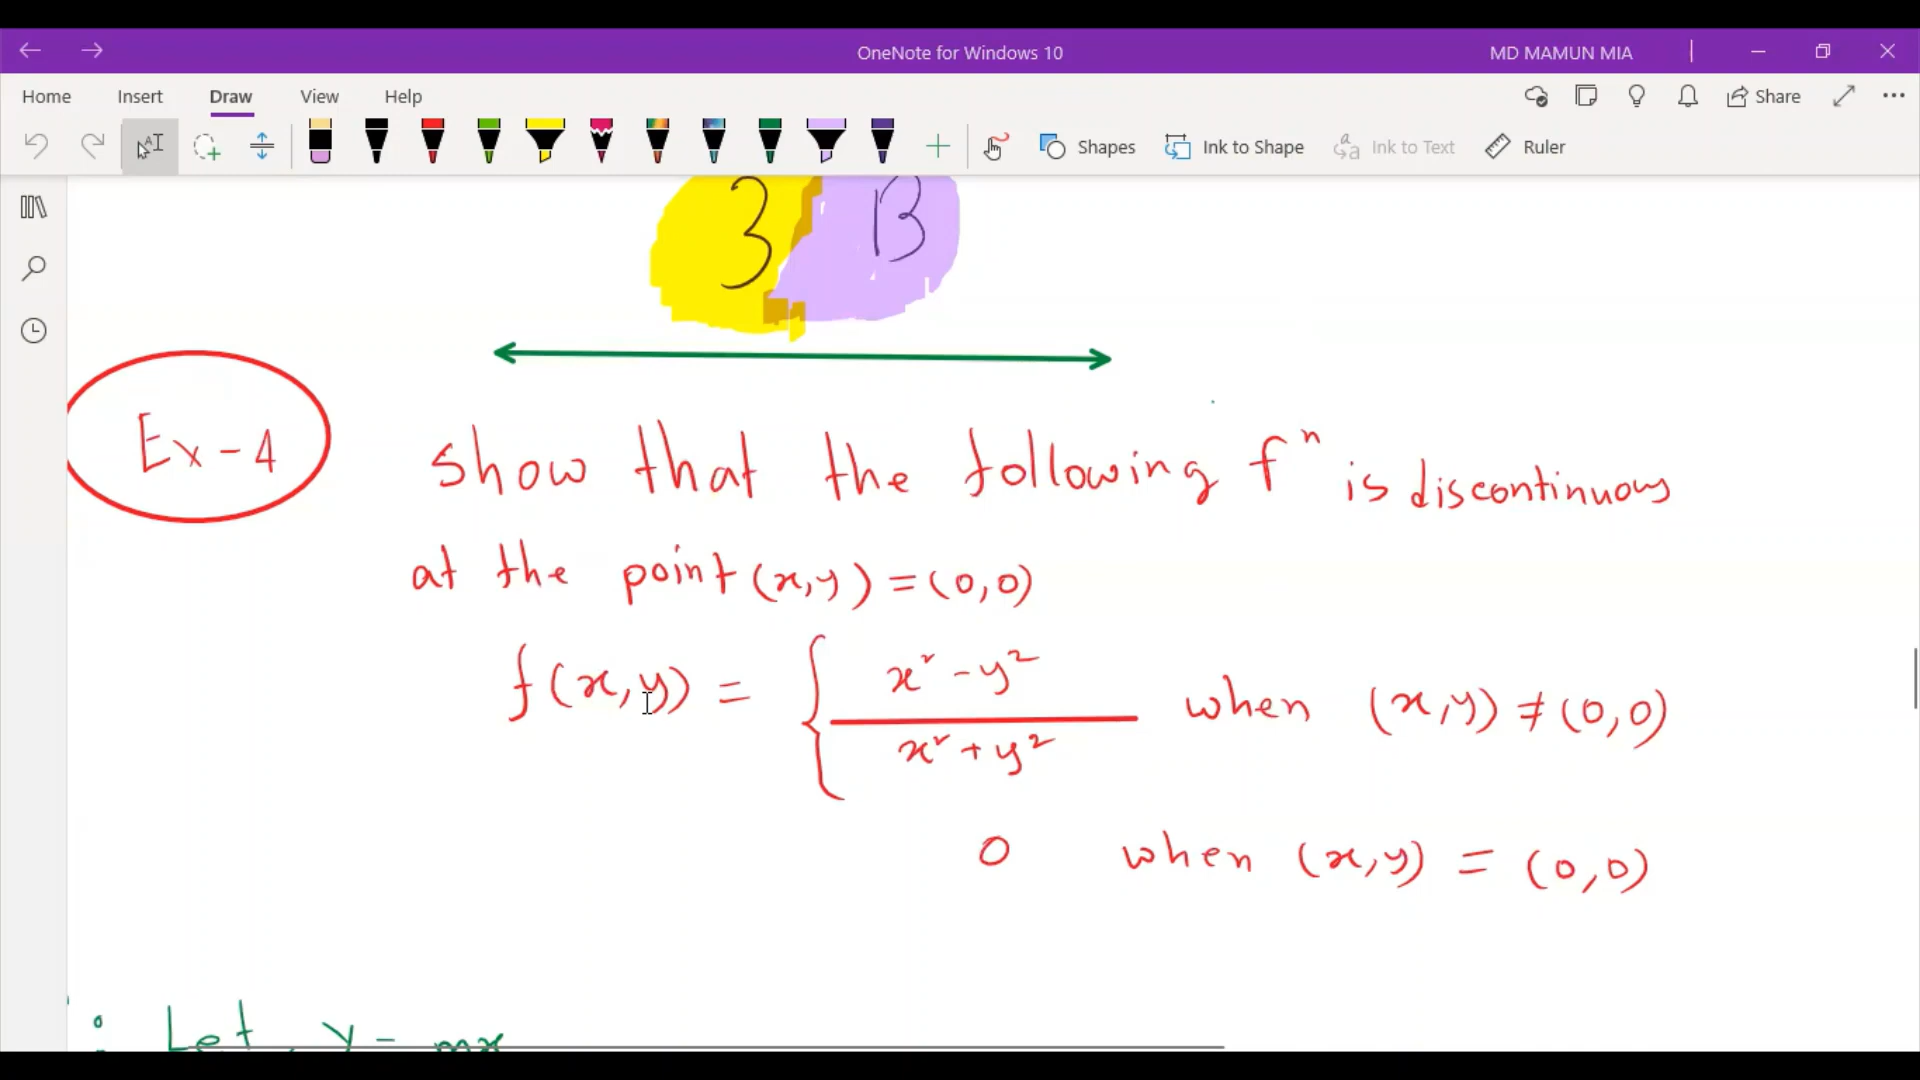 OneNote for Windows 10
MD MAMUN MIA
Home Insert Draw View Help
Share
Shapes Ink to Shape Ink to Text Ruler
3 B
Ex-4
show that the following fⁿ is discontinuous
at the point (x,y) = (0,0)
f(x,y) = { x² - y² / x² + y² when (x,y) ≠ (0,0)
0 when (x,y) = (0,0)
: Let, y = mx